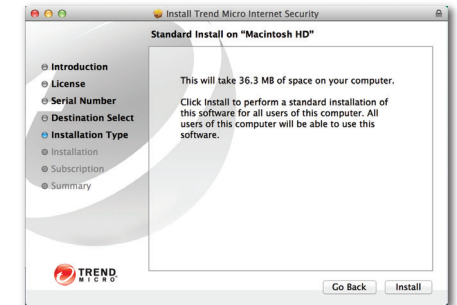 Install Trend Micro Internet Security
Standard Install on “Macintosh HD”
Introduction
License
Serial Number
Destination Select
Installation Type
Installation
Subscription
Summary
This will take 36.3 MB of space on your computer.
Click Install to perform a standard installation of
this software for all users of this computer. All
users of this computer will be able to use this
software.
TREND
MICRO
Go Back
Install